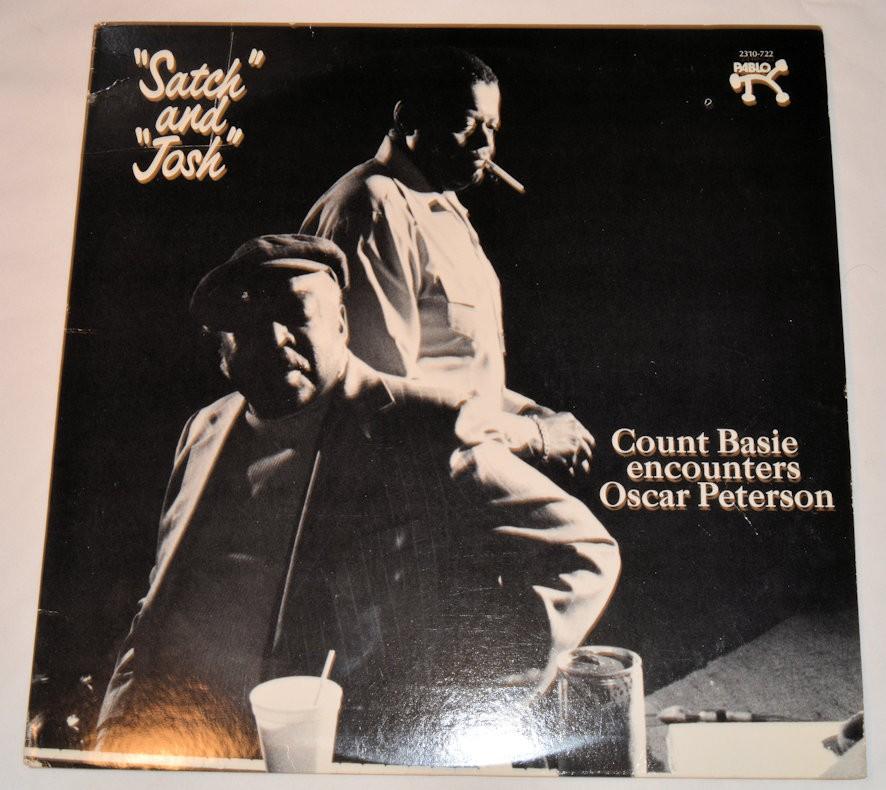 "Satch"
and
"Josh"
2310-722
PABLO
Count Basie
encounters
Oscar Peterson